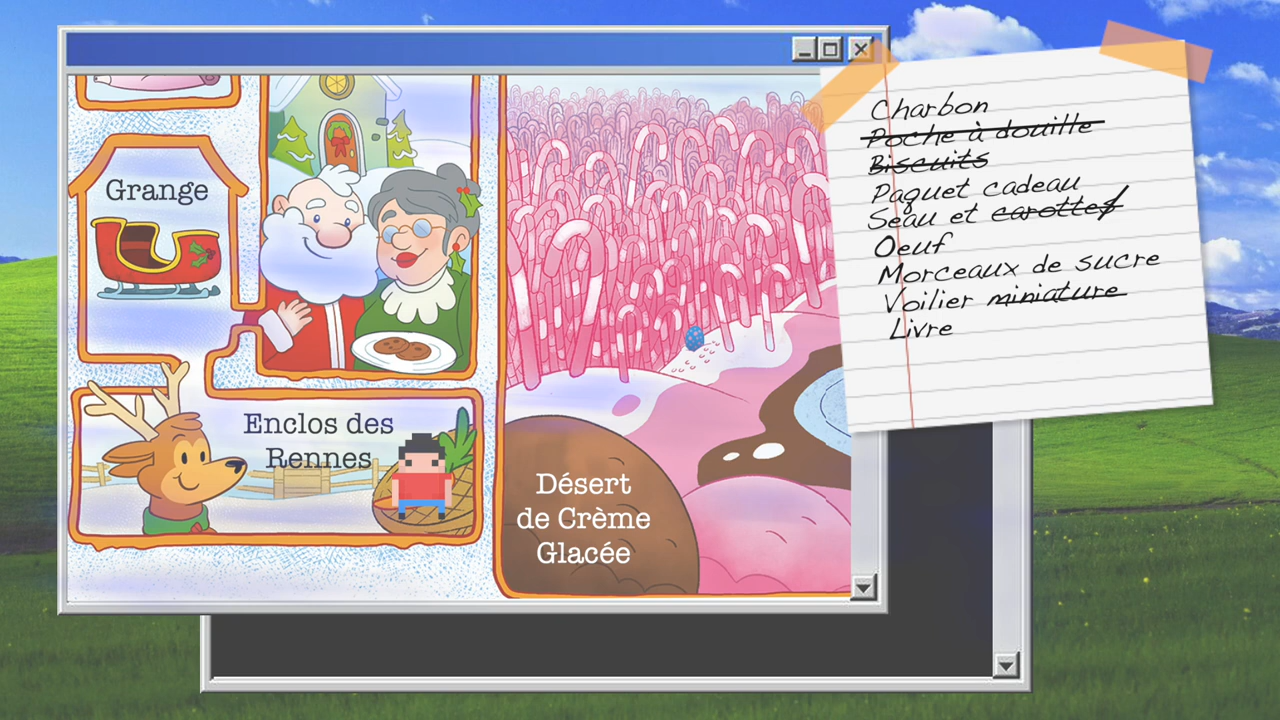 Grange
Enclos des
Rennes
Désert
de Crème
Glacée
Charbon
Poche à douille
Biscuits
Paquet cadeau
Seau et carottes
Oeuf
Morceaux de sucre
Voilier miniature
Livre